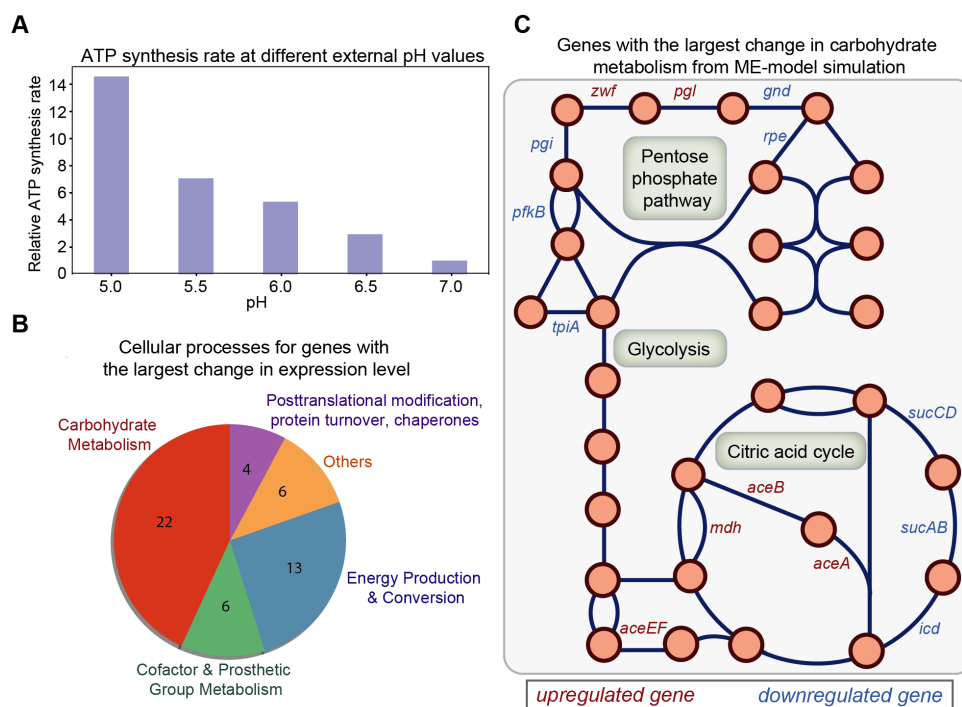 A
ATP synthesis rate at different external pH values
Relative ATP synthesis rate
14
12
10
8
6
4
2
0
5.0 5.5 6.0 6.5 7.0
pH
B
Cellular processes for genes with
the largest change in expression level
Carbohydrate
Metabolism
Posttranslational modification,
protein turnover, chaperones
Others
Energy Production
& Conversion
Cofactor & Prosthetic
Group Metabolism
22
4
6
13
6
C
Genes with the largest change in carbohydrate
metabolism from ME-model simulation
zwf pgl gnd
pgi
rpe
Pentose
phosphate
pathway
pfkB
tpiA
Glycolysis
sucCD
Citric acid cycle
aceB
mdh
sucAB
aceA
aceEF
icd
upregulated gene downregulated gene